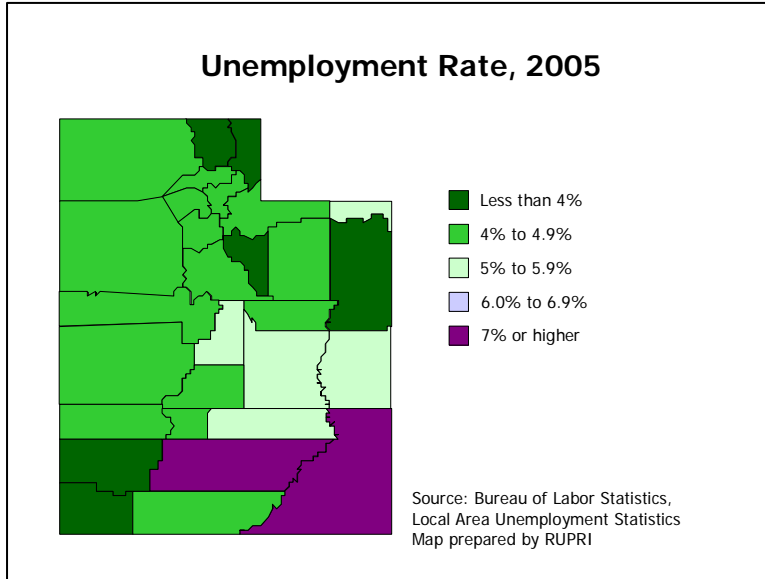 Unemployment Rate, 2005
Less than 4%
4% to 4.9%
5% to 5.9%
6.0% to 6.9%
7% or higher
Source: Bureau of Labor Statistics,
Local Area Unemployment Statistics
Map prepared by RUPRI